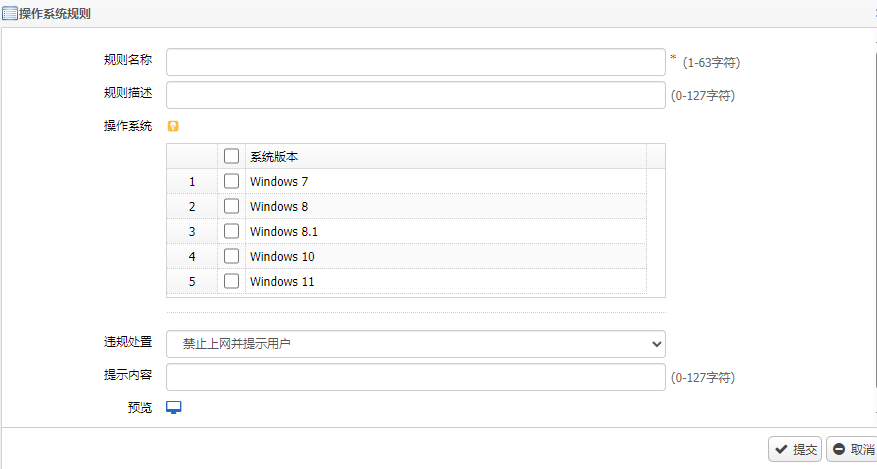 操作系统规则
规则名称 * (1-63字符)
规则描述 (0-127字符)
操作系统
系统版本
1 Windows 7
2 Windows 8
3 Windows 8.1
4 Windows 10
5 Windows 11
违规处置 禁止上网并提示用户
提示内容 (0-127字符)
预览
提交 取消